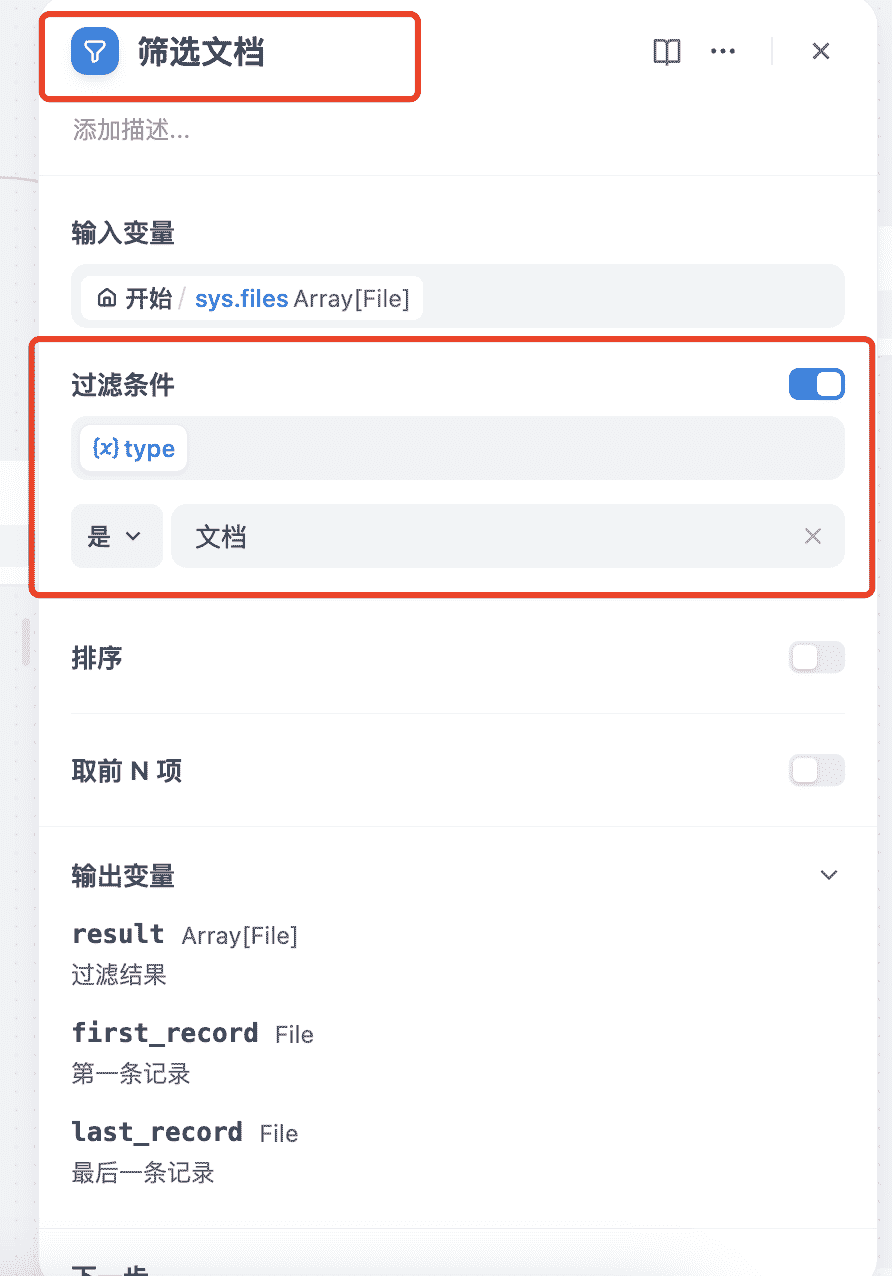 筛选文档
添加描述...
输入变量
开始 / sys.files Array[File]
过滤条件
{x} type
是 文档
排序
取前 N 项
输出变量
result Array[File]
过滤结果
first_record File
第一条记录
last_record File
最后一条记录
下一步